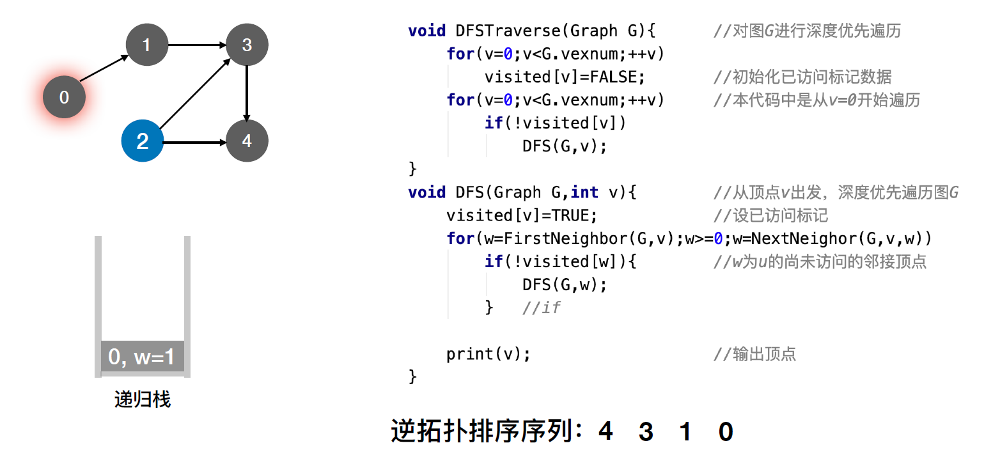 1
3
0
2
4
0, w=1
递归栈
void DFSTraverse(Graph G){ //对图G进行深度优先遍历
for(v=0;v<G.vexnum;++v)
visited[v]=FALSE; //初始化已访问标记数据
for(v=0;v<G.vexnum;++v) //本代码中是从v=0开始遍历
if(!visited[v])
DFS(G,v);
}
void DFS(Graph G,int v){ //从顶点v出发，深度优先遍历图G
visited[v]=TRUE; //设已访问标记
for(w=FirstNeighbor(G,v);w>=0;w=NextNeighor(G,v,w))
if(!visited[w]){ //w为u的尚未访问的邻接顶点
DFS(G,w);
} //if
print(v); //输出顶点
}
逆拓扑排序序列：4 3 1 0